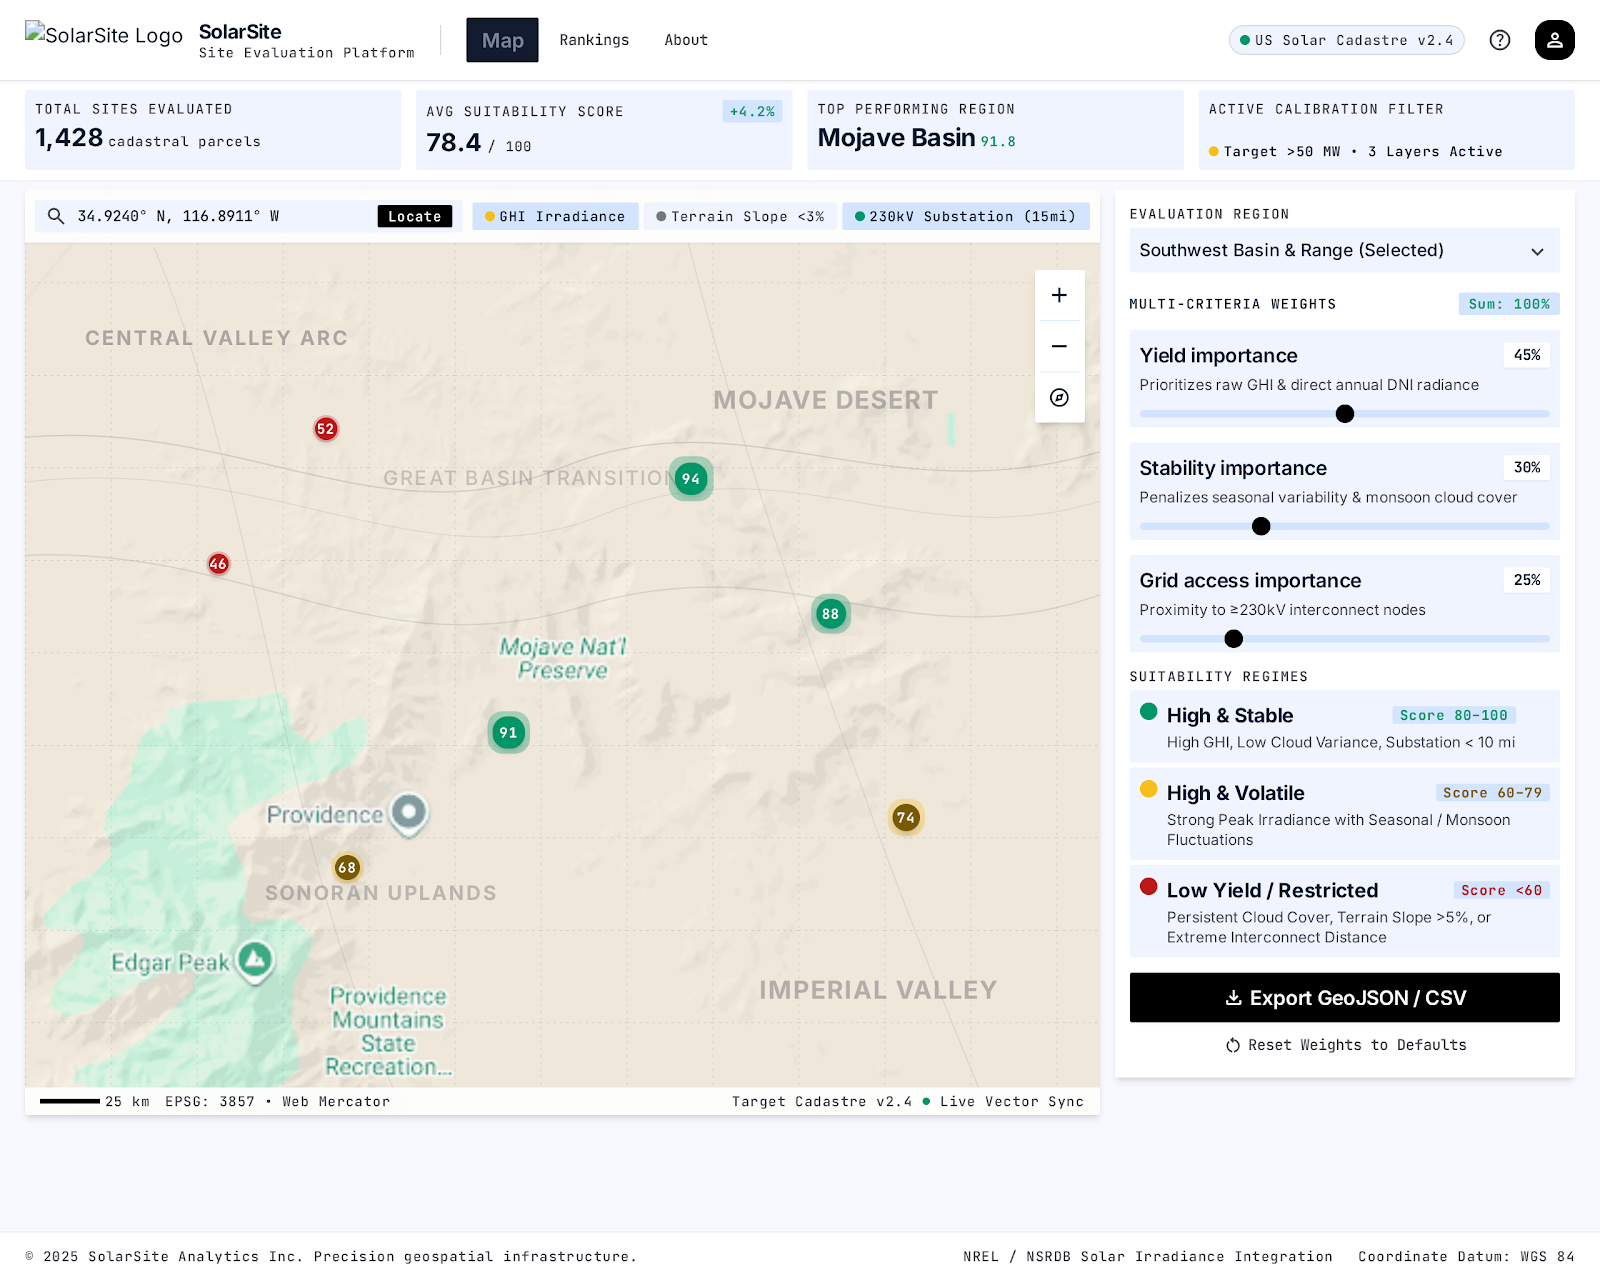 SolarSite Logo
SolarSite
Site Evaluation Platform
Map
Rankings
About
US Solar Cadastre v2.4
TOTAL SITES EVALUATED
1,428 cadastral parcels
AVG SUITABILITY SCORE
+4.2%
78.4 / 100
TOP PERFORMING REGION
Mojave Basin 91.8
ACTIVE CALIBRATION FILTER
Target >50 MW • 3 Layers Active
34.9240° N, 116.8911° W
Locate
GHI Irradiance
Terrain Slope <3%
230kV Substation (15mi)
CENTRAL VALLEY ARC
MOJAVE DESERT
52
GREAT BASIN TRANSITION
94
46
88
Mojave Nat'l
Preserve
91
Providence
74
68
SONORAN UPLANDS
Edgar Peak
IMPERIAL VALLEY
Providence
Mountains
State
Recreation...
25 km
EPSG: 3857 • Web Mercator
Target Cadastre v2.4
Live Vector Sync
EVALUATION REGION
Southwest Basin & Range (Selected)
MULTI-CRITERIA WEIGHTS
Sum: 100%
Yield importance
45%
Prioritizes raw GHI & direct annual DNI radiance
Stability importance
30%
Penalizes seasonal variability & monsoon cloud cover
Grid access importance
25%
Proximity to ≥230kV interconnect nodes
SUITABILITY REGIMES
High & Stable
Score 80–100
High GHI, Low Cloud Variance, Substation < 10 mi
High & Volatile
Score 60–79
Strong Peak Irradiance with Seasonal / Monsoon
Fluctuations
Low Yield / Restricted
Score <60
Persistent Cloud Cover, Terrain Slope >5%, or
Extreme Interconnect Distance
Export GeoJSON / CSV
Reset Weights to Defaults
© 2025 SolarSite Analytics Inc. Precision geospatial infrastructure.
NREL / NSRDB Solar Irradiance Integration
Coordinate Datum: WGS 84